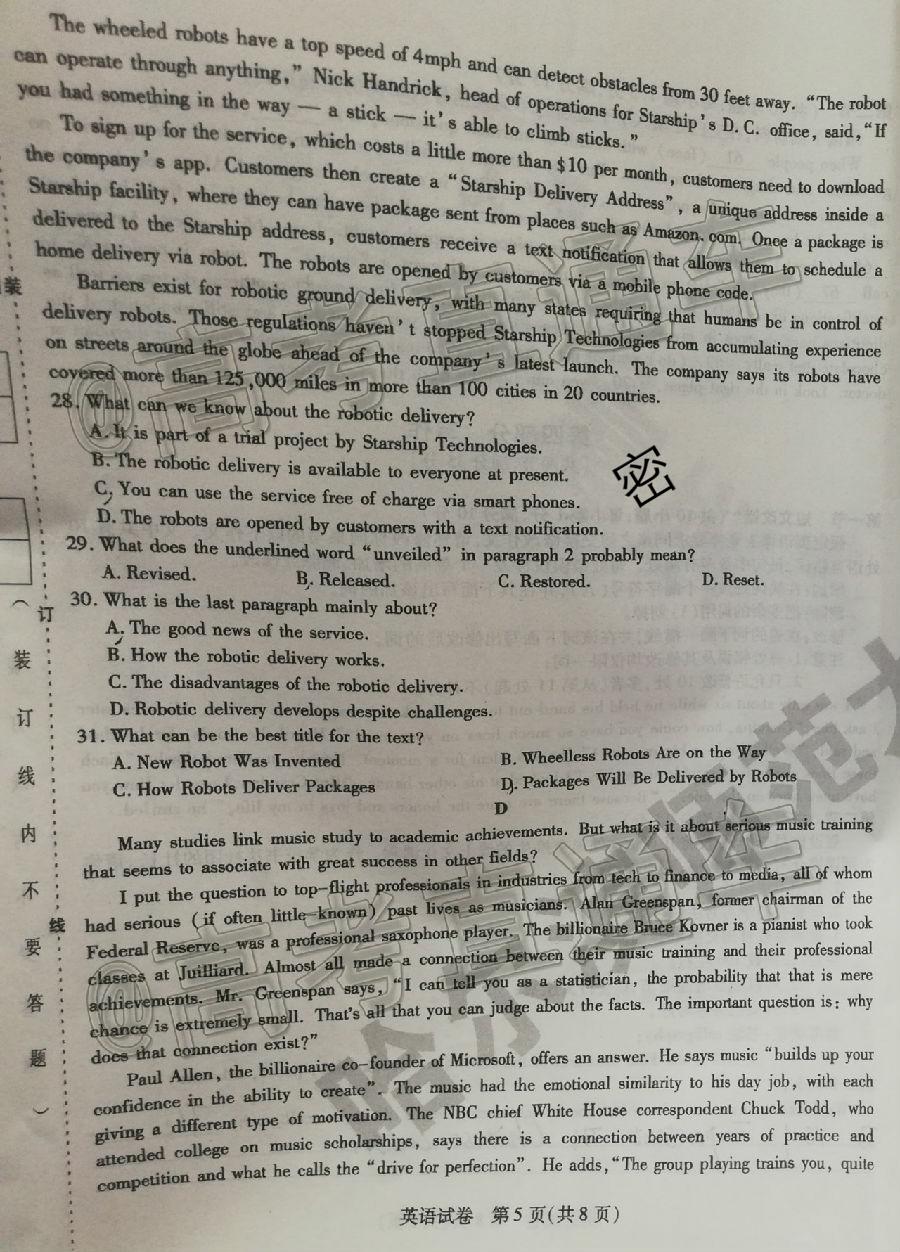 The wheeled robots have a top speed of 4mph and can detect obstacles from 30 feet away. “The robot
can operate through anything,” Nick Handrick, head of operations for Starship's D.C. office, said, “If
you had something in the way — a stick — it's able to climb sticks.”
To sign up for the service, which costs a little more than $10 per month, customers need to download
the company's app. Customers then create a “Starship Delivery Address”, a unique address inside a
Starship facility, where they can have package sent from places such as Amazon.com. Once a package is
delivered to the Starship address, customers receive a text notification that allows them to schedule a
home delivery via robot. The robots are opened by customers via a mobile phone code.
Barriers exist for robotic ground delivery, with many states requiring that humans be in control of
delivery robots. Those regulations haven't stopped Starship Technologies from accumulating experience
on streets around the globe ahead of the company's latest launch. The company says its robots have
covered more than 125,000 miles in more than 100 cities in 20 countries.
28. What can we know about the robotic delivery?
A. It is part of a trial project by Starship Technologies.
B. The robotic delivery is available to everyone at present.
C. You can use the service free of charge via smart phones.
D. The robots are opened by customers with a text notification.
29. What does the underlined word “unveiled” in paragraph 2 probably mean?
A. Revised. B. Released. C. Restored. D. Reset.
30. What is the last paragraph mainly about?
A. The good news of the service.
B. How the robotic delivery works.
C. The disadvantages of the robotic delivery.
D. Robotic delivery develops despite challenges.
31. What can be the best title for the text?
A. New Robot Was Invented B. Wheelless Robots Are on the Way
C. How Robots Deliver Packages D. Packages Will Be Delivered by Robots
D
Many studies link music study to academic achievements. But what is it about serious music training
that seems to associate with great success in other fields?
I put the question to top-flight professionals in industries from tech to finance to media, all of whom
had serious (if often little-known) past lives as musicians. Alan Greenspan, former chairman of the
Federal Reserve, was a professional saxophone player. The billionaire Bruce Kovner is a pianist who took
classes at Juilliard. Almost all made a connection between their music training and their professional
achievements. Mr. Greenspan says, “I can tell you as a statistician, the probability that that is mere
chance is extremely small. That's all that you can judge about the facts. The important question is: why
does that connection exist?”
Paul Allen, the billionaire co-founder of Microsoft, offers an answer. He says music “builds up your
confidence in the ability to create”. The music had the emotional similarity to his day job, with each
giving a different type of motivation. The NBC chief White House correspondent Chuck Todd, who
attended college on music scholarships, says there is a connection between years of practice and
competition and what he calls the “drive for perfection”. He adds, “The group playing trains you, quite
英语试卷 第5页(共8页)
装
订
线
(装订线内不要答题)
密
@高考直通车
@高考直通车